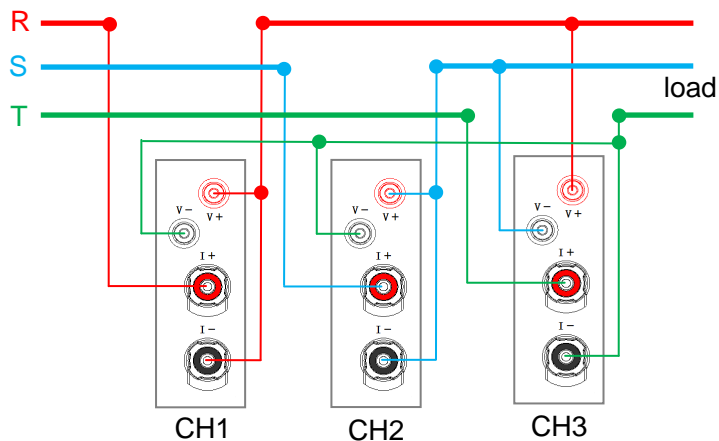 R
S
load
T
V+
V-
I+
I-
V+
V-
I+
I-
V-
V+
I+
I-
CH1
CH2
CH3